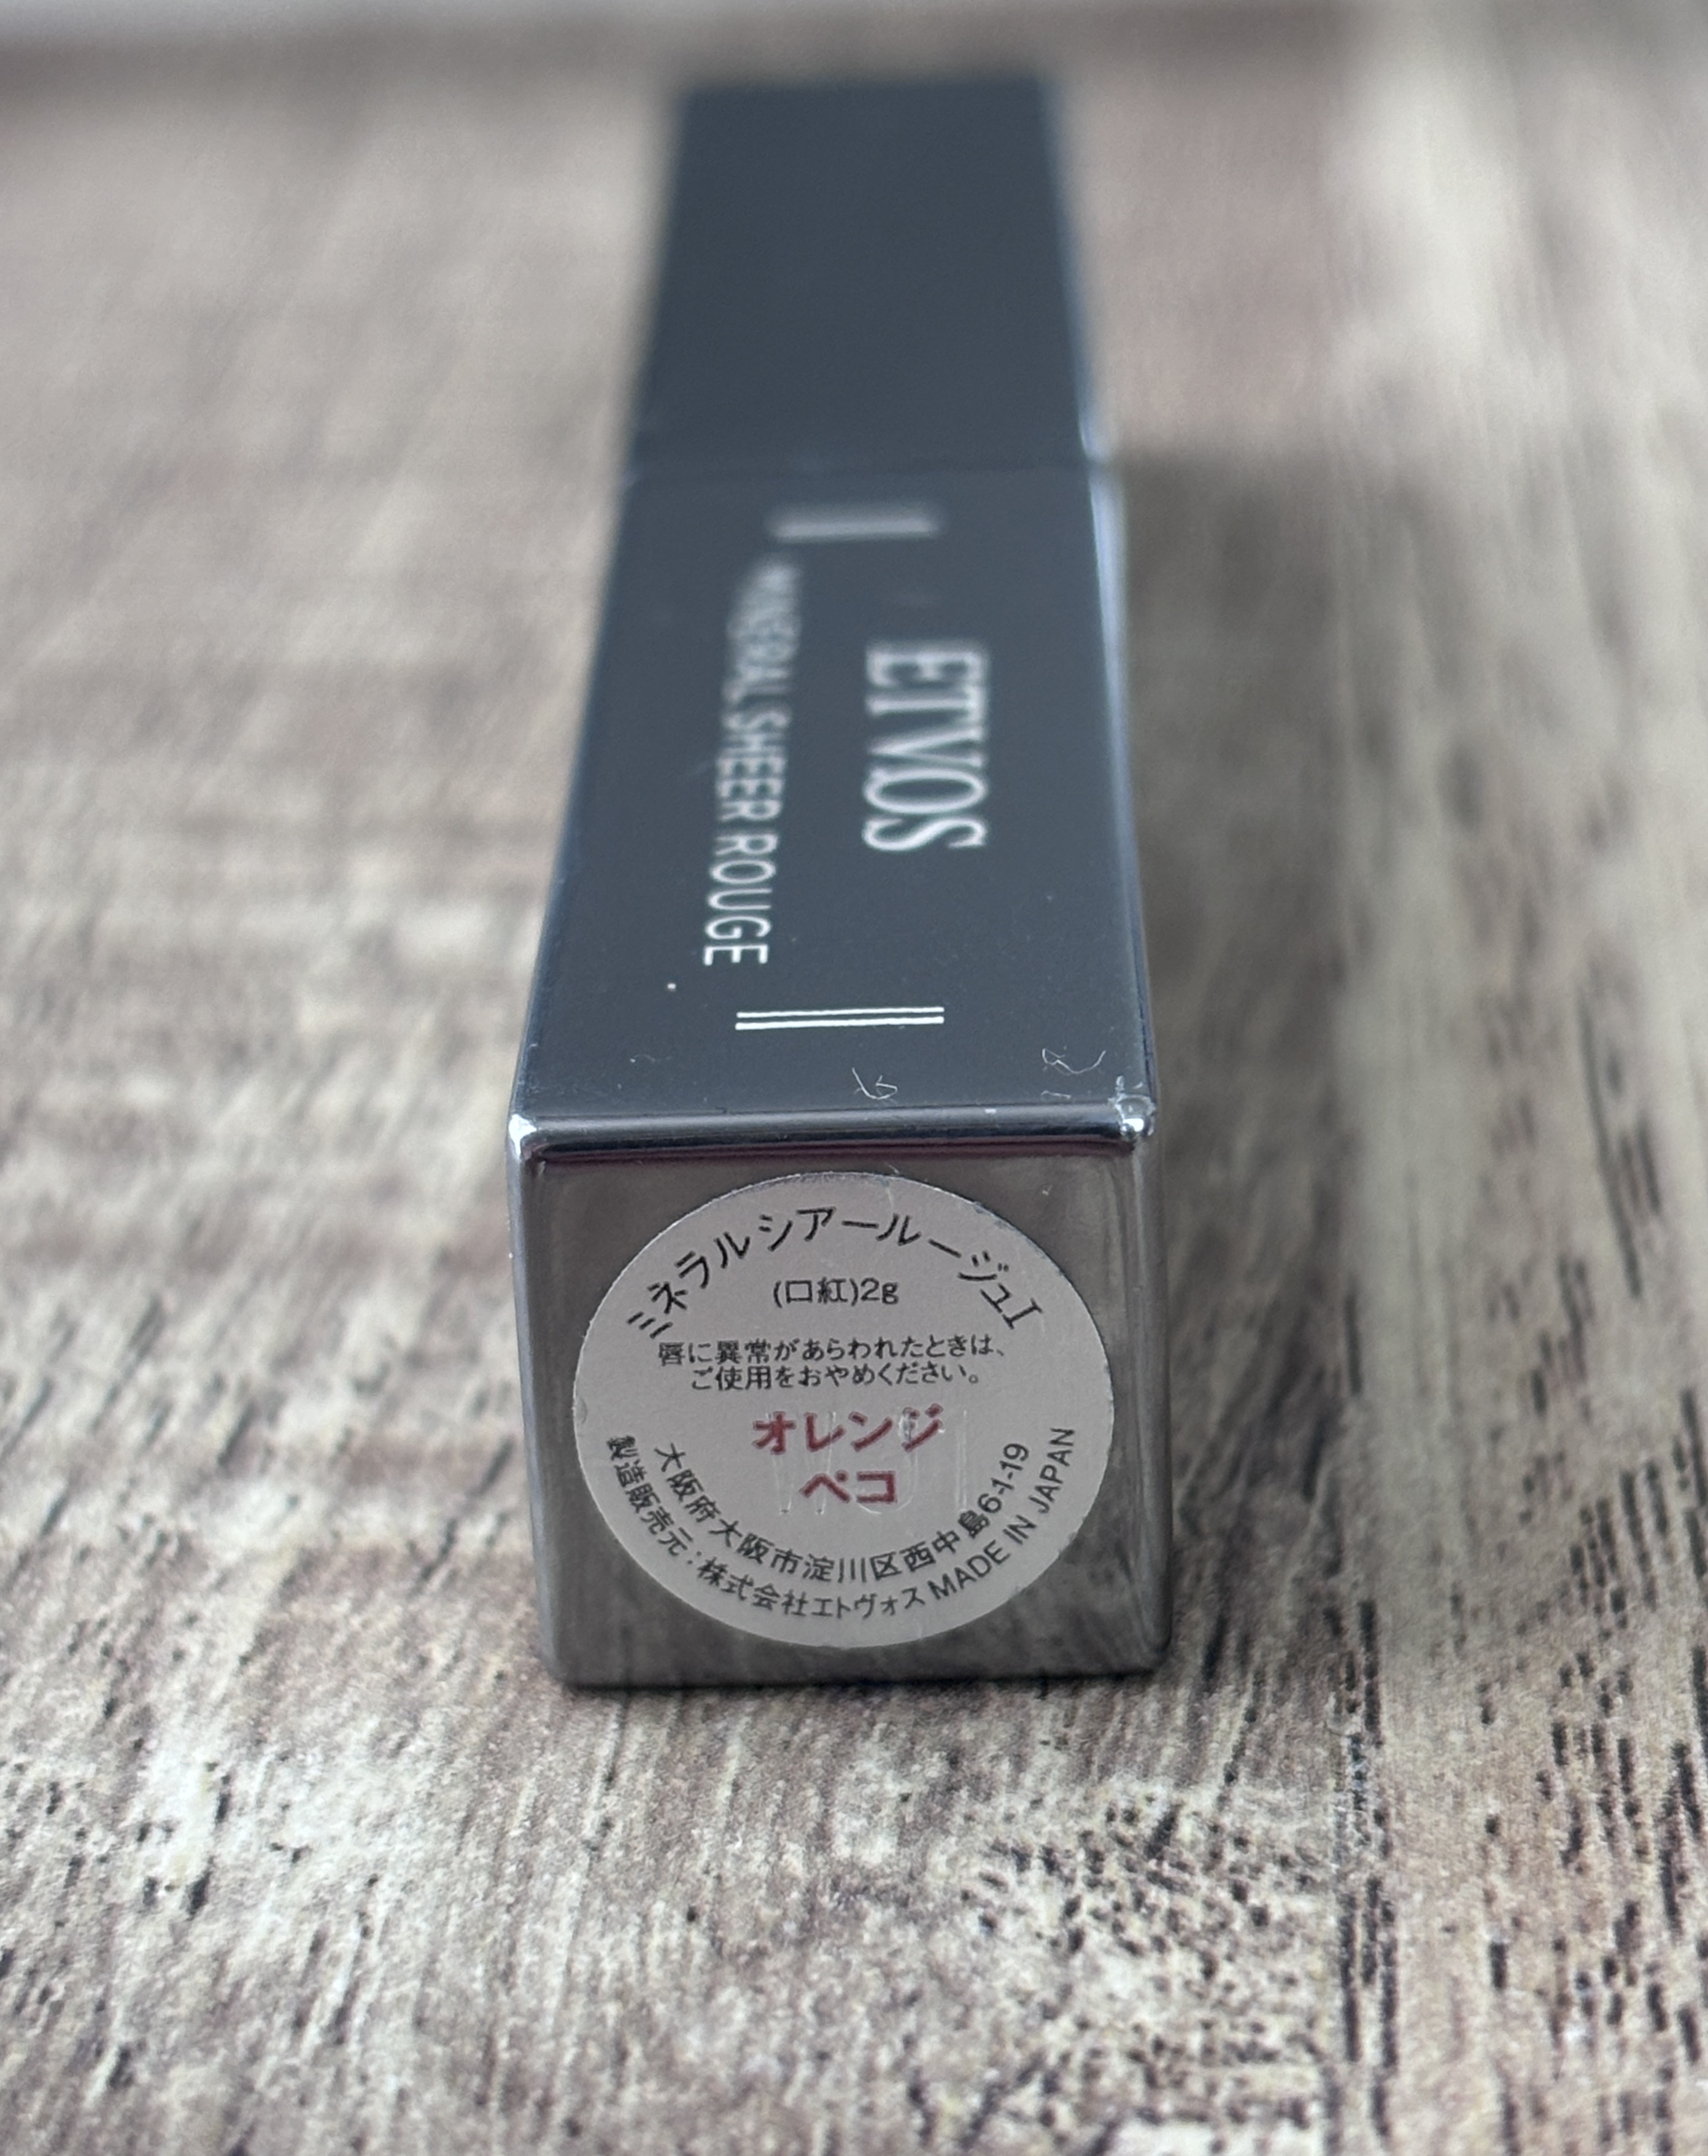 ETVOS
MINERAL SHEER ROUGE
ミネラルシアールージュI
(口紅)2g
唇に異常があらわれたときは、
ご使用をおやめください。
オレンジ
ペコ
大阪府大阪市淀川区西中島6-1-19
製造販売元:株式会社エトヴォス MADE IN JAPAN